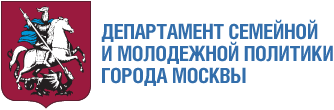 ДЕПАРТАМЕНТ СЕМЕЙНОЙ
И МОЛОДЕЖНОЙ ПОЛИТИКИ
ГОРОДА МОСКВЫ